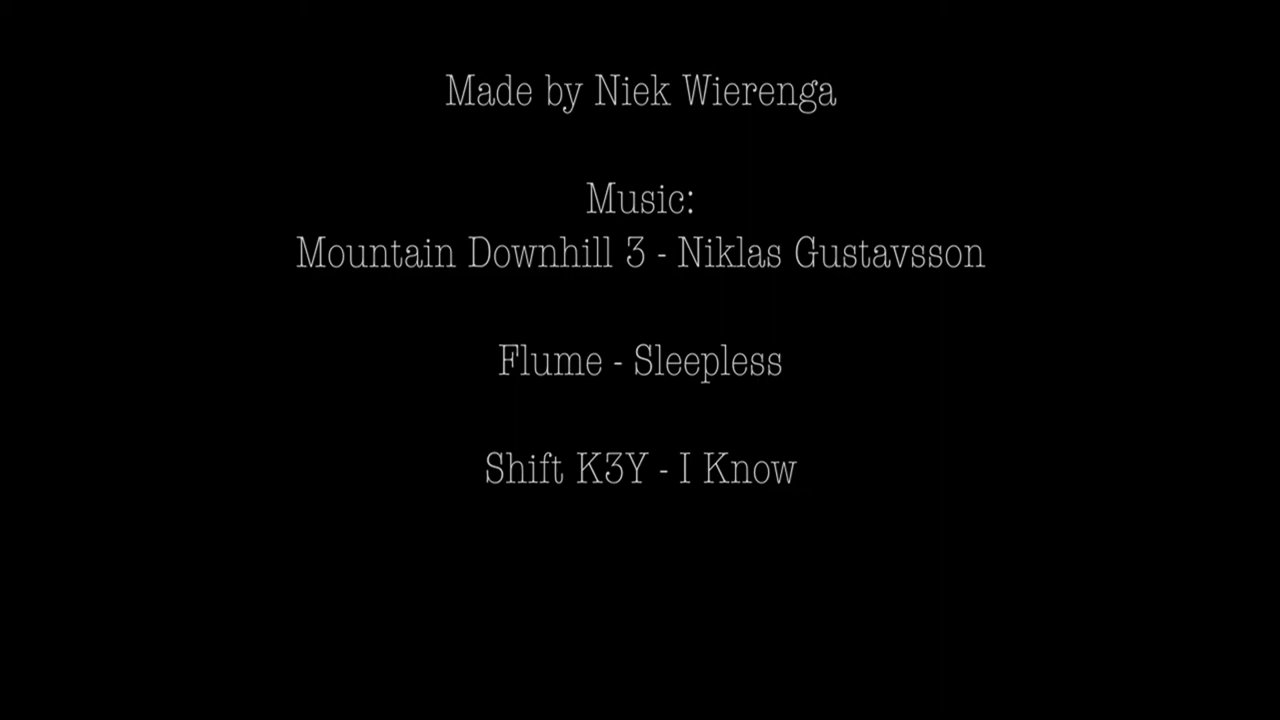 Made by Niek Wierenga
Music:
Mountain Downhill 3 - Niklas Gustavsson
Flume - Sleepless
Shift K3Y - I Know